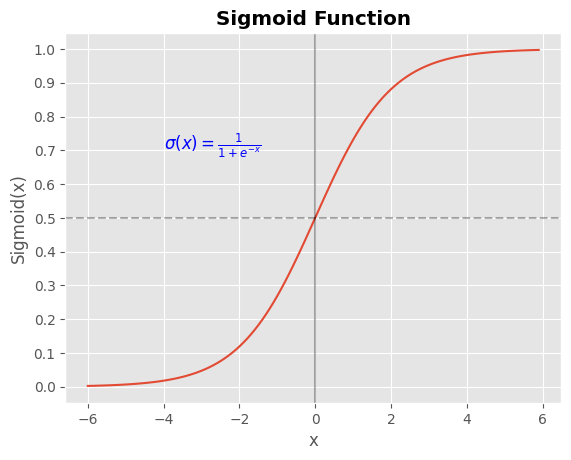 Sigmoid Function
1.0
0.9
0.8
0.7
0.6
0.5
0.4
0.3
0.2
0.1
0.0
Sigmoid(x)
σ(x) = 1/(1+e^{-x})
−6 −4 −2 0 2 4 6
x